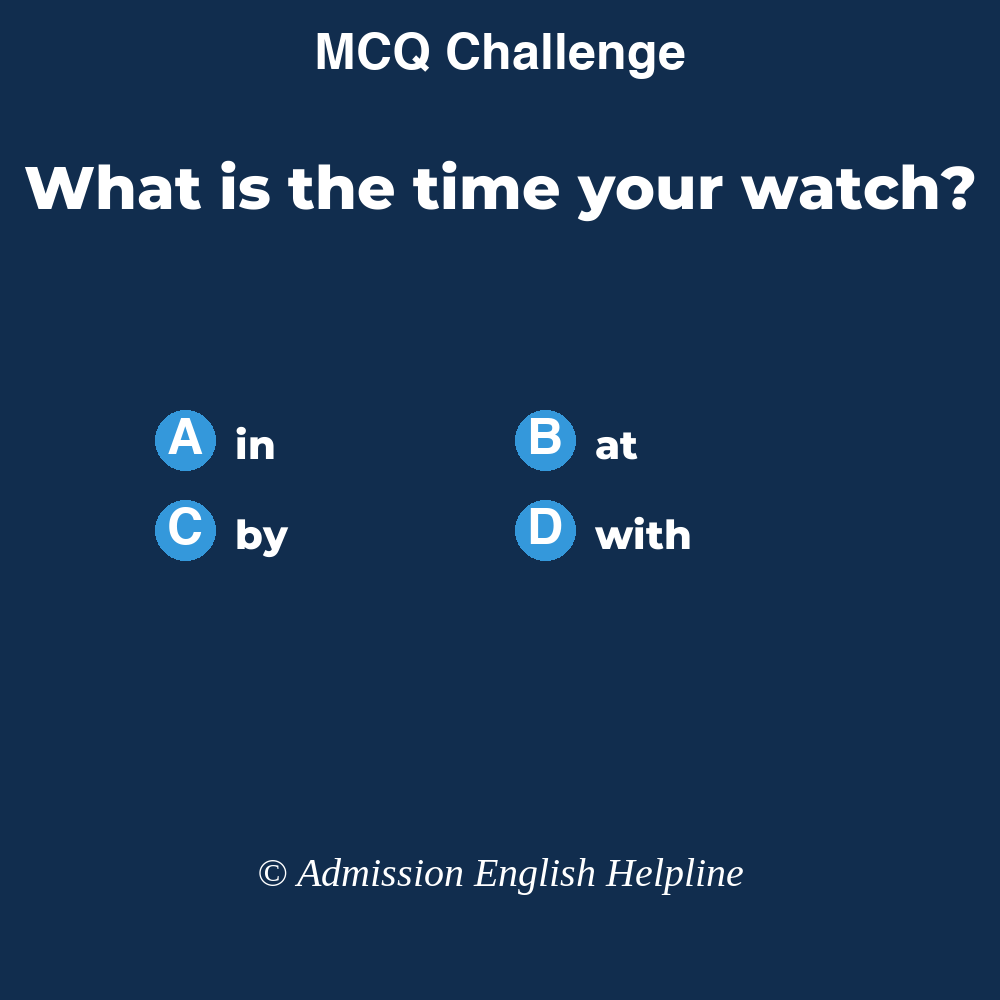 MCQ Challenge
What is the time your watch?
A in
B at
C by
D with
© Admission English Helpline